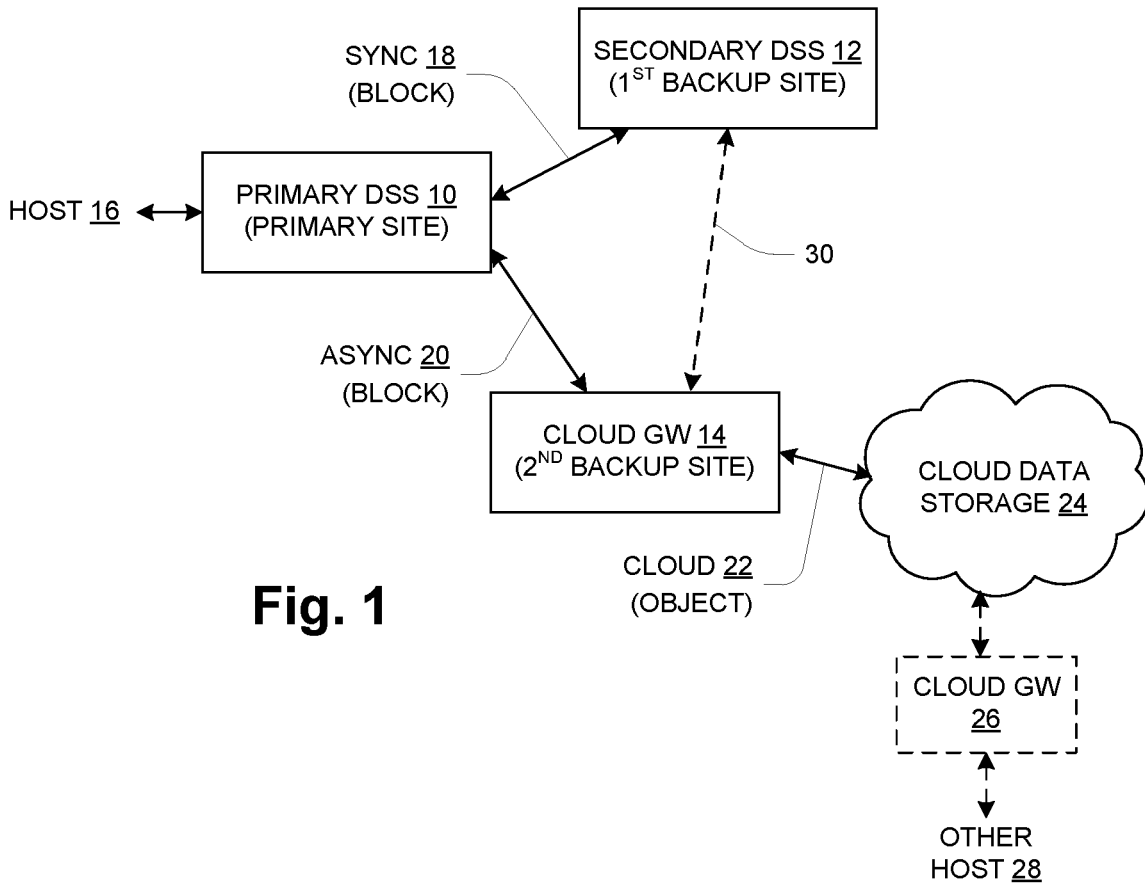 SYNC 18
(BLOCK)
SECONDARY DSS 12
(1ST BACKUP SITE)
HOST 16
PRIMARY DSS 10
(PRIMARY SITE)
30
ASYNC 20
(BLOCK)
CLOUD GW 14
(2ND BACKUP SITE)
CLOUD DATA
STORAGE 24
CLOUD 22
(OBJECT)
Fig. 1
CLOUD GW
26
OTHER
HOST 28